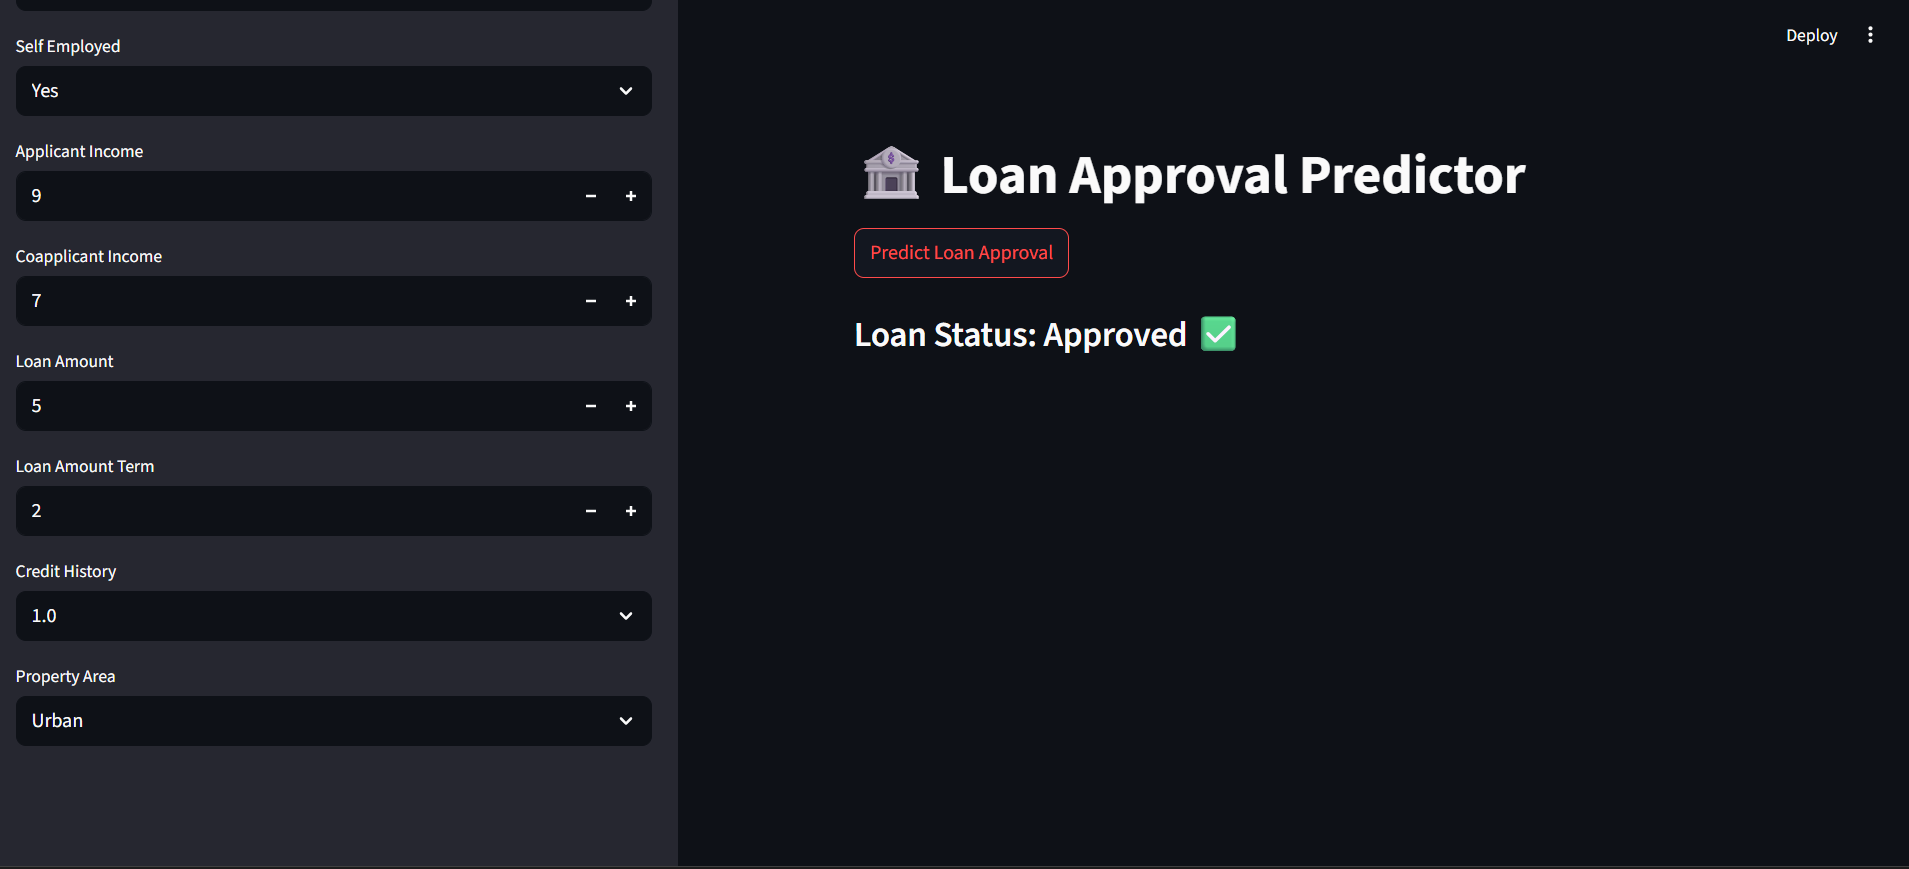 Self Employed
Yes
Applicant Income
9
Coapplicant Income
7
Loan Amount
5
Loan Amount Term
2
Credit History
1.0
Property Area
Urban
Deploy
Loan Approval Predictor
Predict Loan Approval
Loan Status: Approved ✅